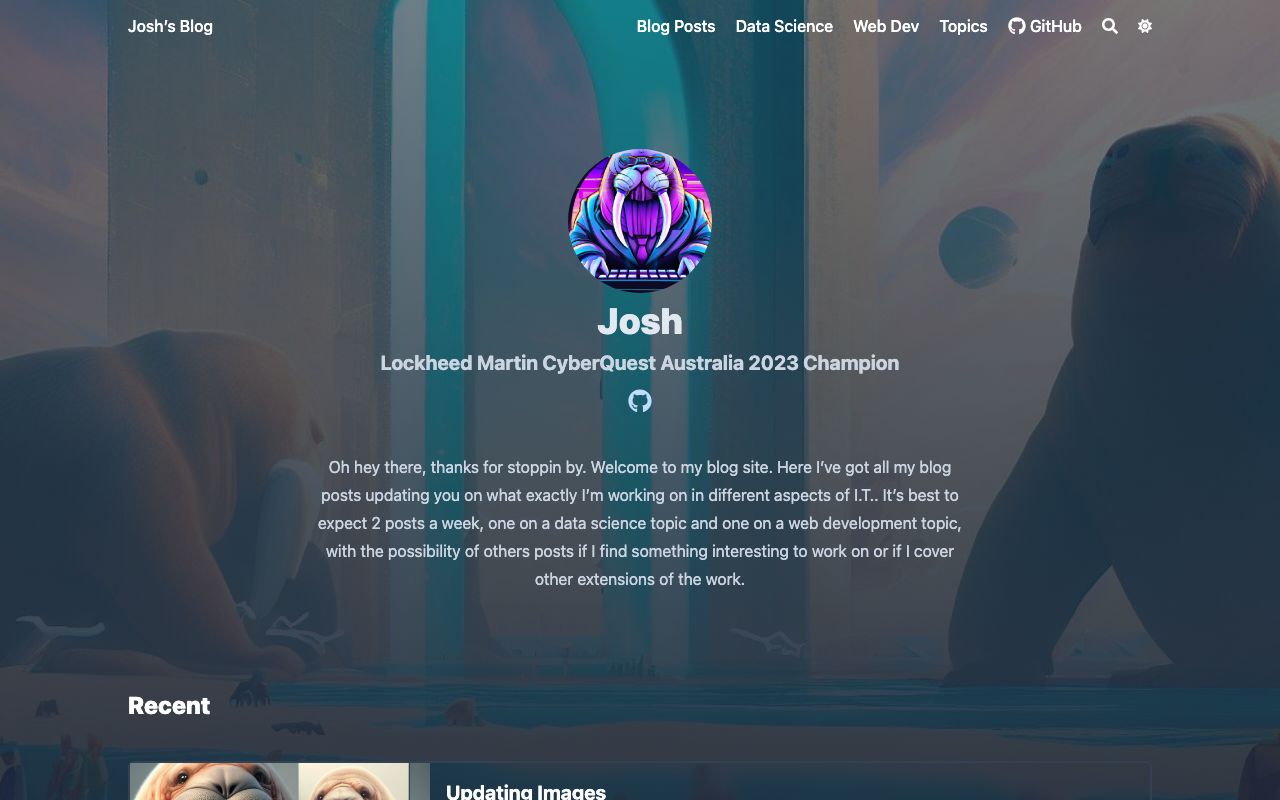 Josh's Blog
Blog Posts
Data Science
Web Dev
Topics
GitHub
Josh
Lockheed Martin CyberQuest Australia 2023 Champion
Oh hey there, thanks for stoppin by. Welcome to my blog site. Here I've got all my blog
posts updating you on what exactly I'm working on in different aspects of I.T.. It's best to
expect 2 posts a week, one on a data science topic and one on a web development topic,
with the possibility of others posts if I find something interesting to work on or if I cover
other extensions of the work.
Recent
Updating Images